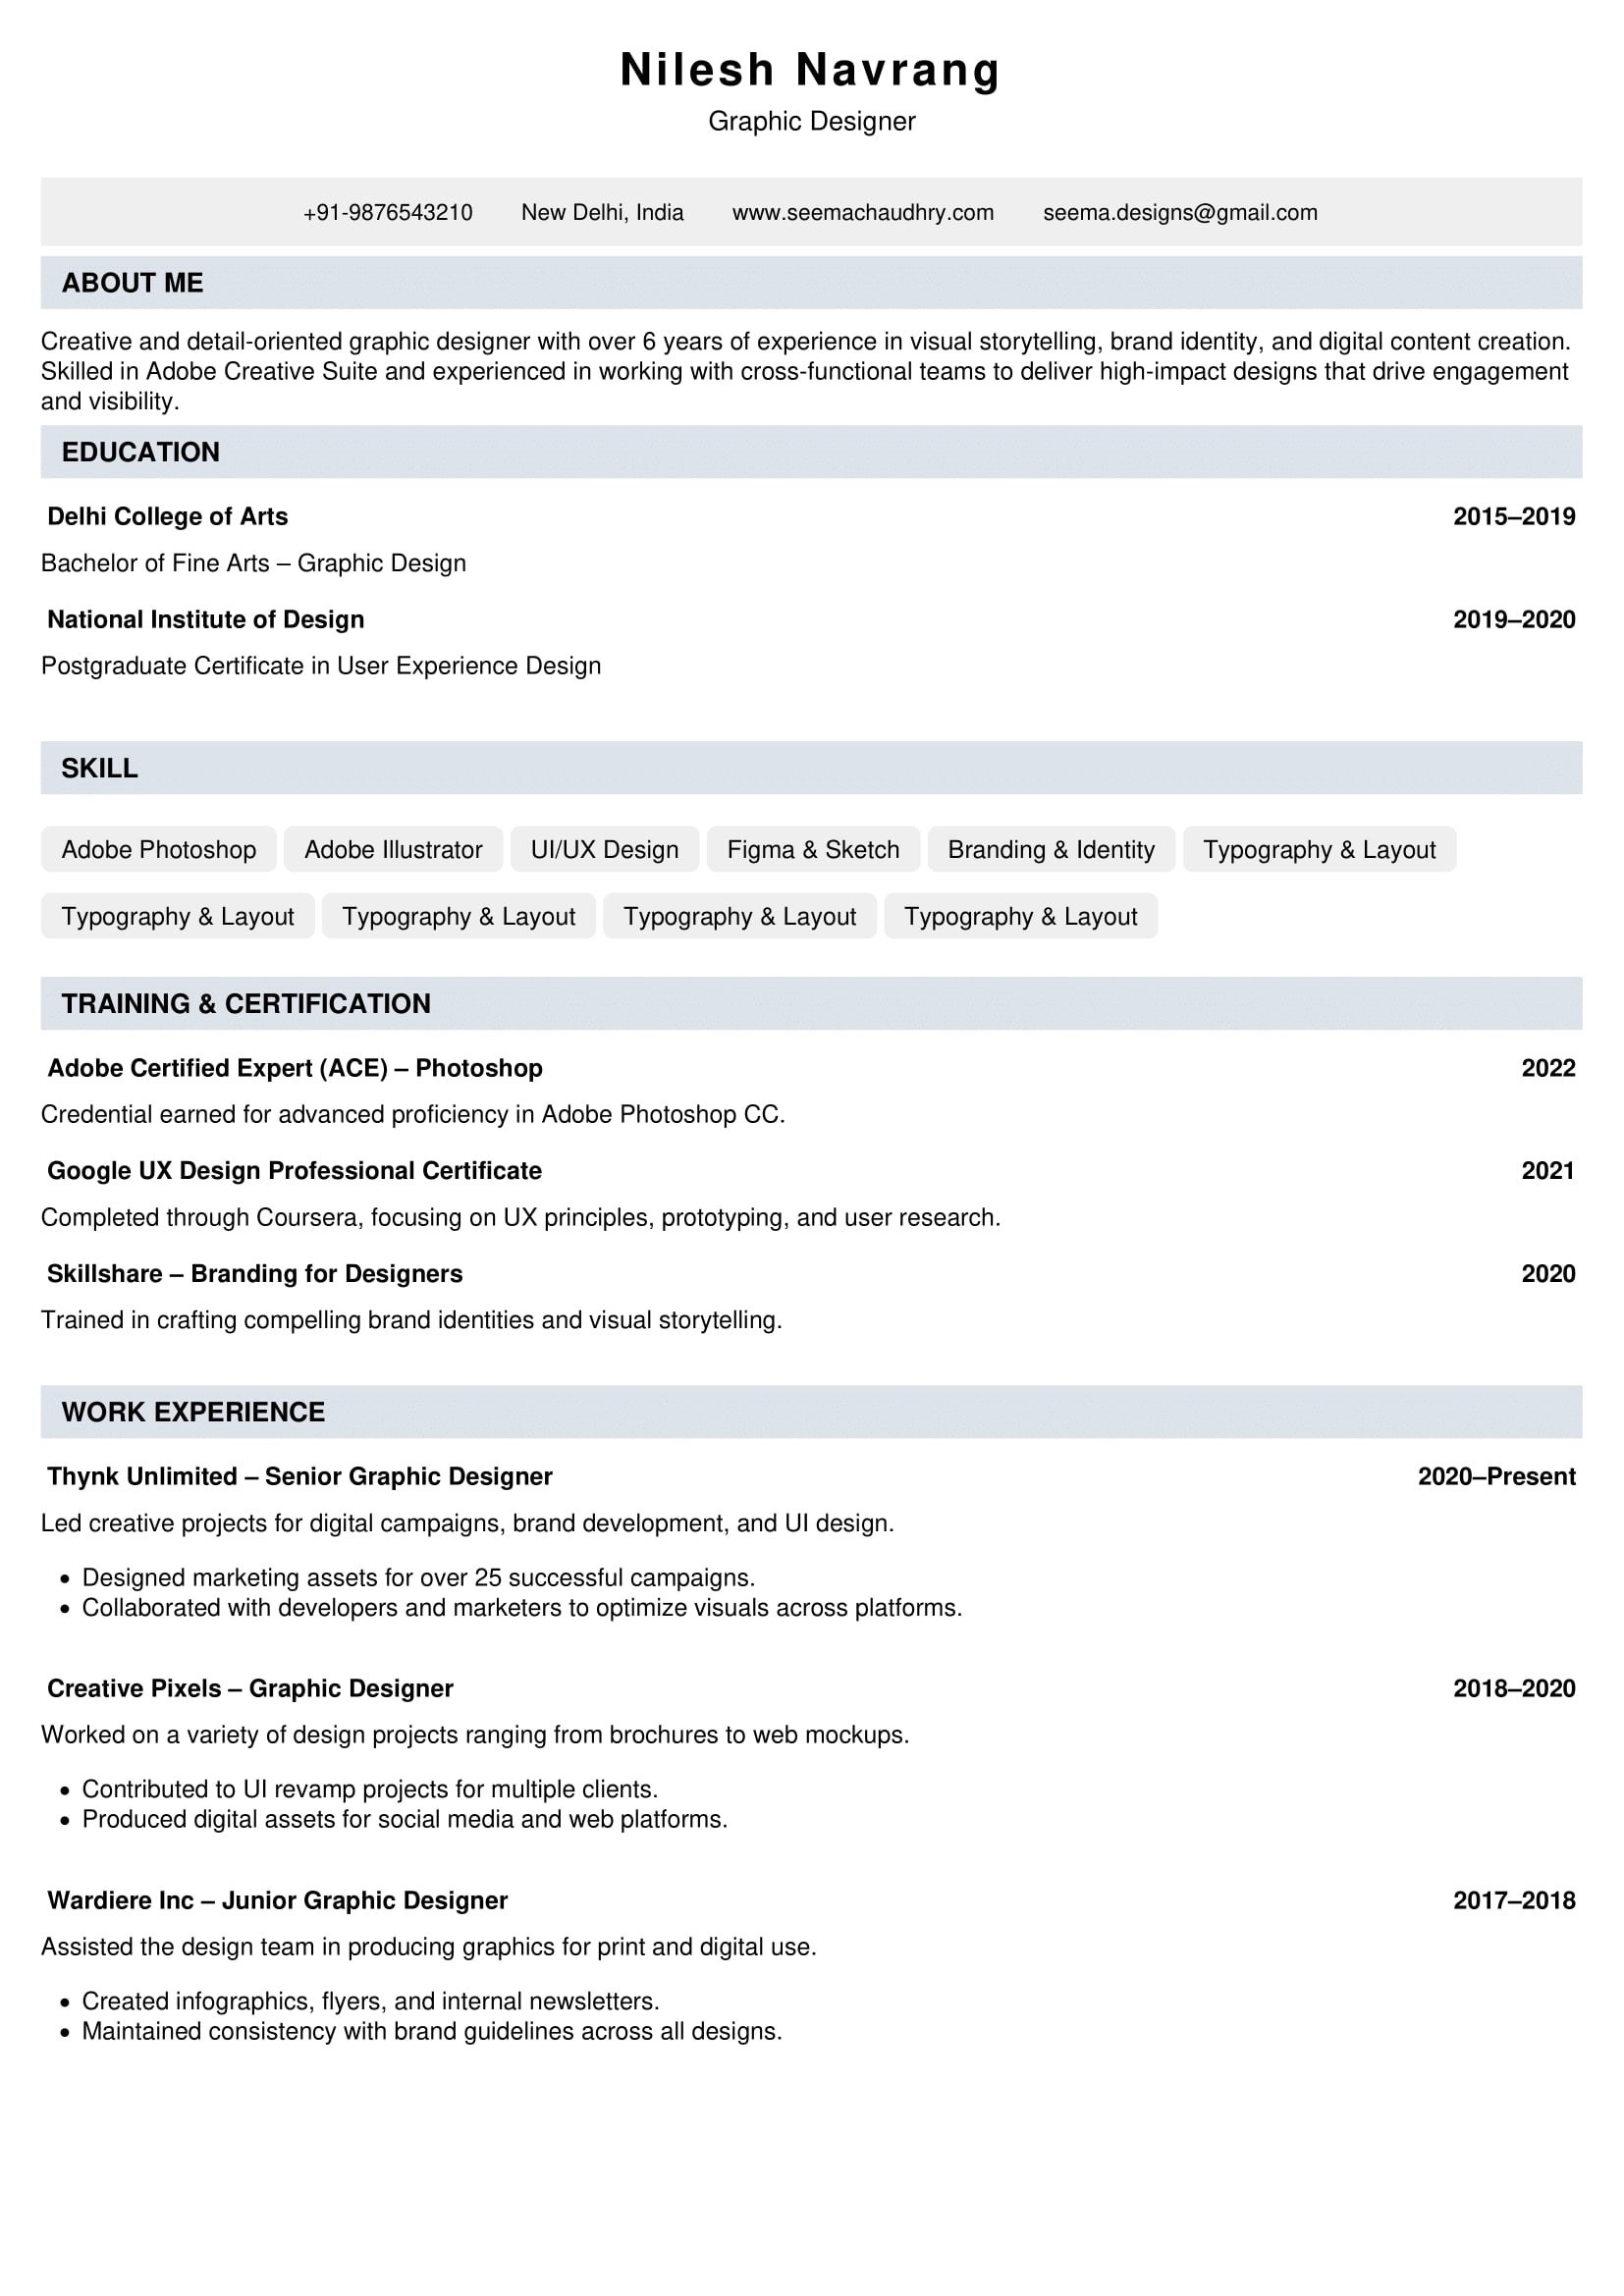 Nilesh Navrang
Graphic Designer
+91-9876543210 New Delhi, India www.seemachaudhry.com seema.designs@gmail.com
ABOUT ME
Creative and detail-oriented graphic designer with over 6 years of experience in visual storytelling, brand identity, and digital content creation.
Skilled in Adobe Creative Suite and experienced in working with cross-functional teams to deliver high-impact designs that drive engagement
and visibility.
EDUCATION
Delhi College of Arts 2015–2019
Bachelor of Fine Arts – Graphic Design
National Institute of Design 2019–2020
Postgraduate Certificate in User Experience Design
SKILL
Adobe Photoshop Adobe Illustrator UI/UX Design Figma & Sketch Branding & Identity Typography & Layout
Typography & Layout Typography & Layout Typography & Layout Typography & Layout
TRAINING & CERTIFICATION
Adobe Certified Expert (ACE) – Photoshop 2022
Credential earned for advanced proficiency in Adobe Photoshop CC.
Google UX Design Professional Certificate 2021
Completed through Coursera, focusing on UX principles, prototyping, and user research.
Skillshare – Branding for Designers 2020
Trained in crafting compelling brand identities and visual storytelling.
WORK EXPERIENCE
Thynk Unlimited – Senior Graphic Designer 2020–Present
Led creative projects for digital campaigns, brand development, and UI design.
• Designed marketing assets for over 25 successful campaigns.
• Collaborated with developers and marketers to optimize visuals across platforms.
Creative Pixels – Graphic Designer 2018–2020
Worked on a variety of design projects ranging from brochures to web mockups.
• Contributed to UI revamp projects for multiple clients.
• Produced digital assets for social media and web platforms.
Wardiere Inc – Junior Graphic Designer 2017–2018
Assisted the design team in producing graphics for print and digital use.
• Created infographics, flyers, and internal newsletters.
• Maintained consistency with brand guidelines across all designs.